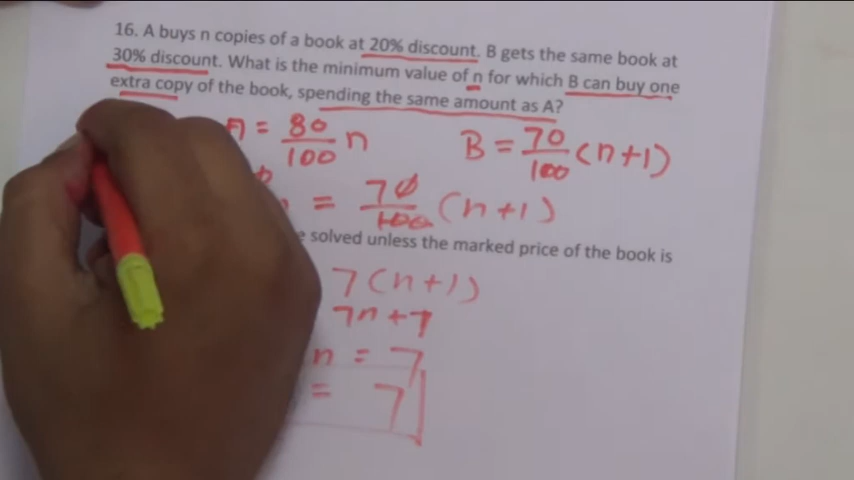 16. A buys n copies of a book at 20% discount. B gets the same book at
30% discount. What is the minimum value of n for which B can buy one
extra copy of the book, spending the same amount as A?
A = 80/100 n B = 70/100 (n+1)
= 70/100 (n+1)
solved unless the marked price of the book is
7(n+1)
7n+7
n = 7
= 7